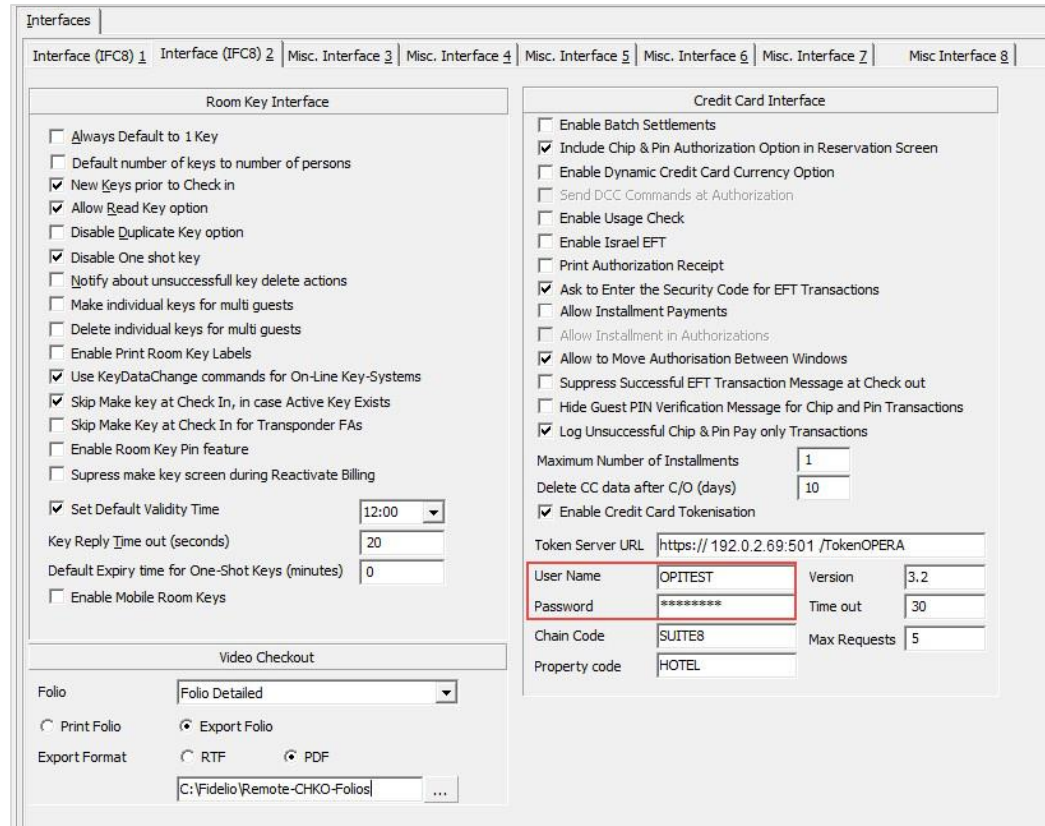 Interfaces
Interface (IFC8) 1 Interface (IFC8) 2 Misc. Interface 3 Misc. Interface 4 Misc. Interface 5 Misc. Interface 6 Misc. Interface 7 Misc Interface 8
Room Key Interface
Always Default to 1 Key
Default number of keys to number of persons
New Keys prior to Check in
Allow Read Key option
Disable Duplicate Key option
Disable One shot key
Notify about unsuccessfull key delete actions
Make individual keys for multi guests
Delete individual keys for multi guests
Enable Print Room Key Labels
Use KeyDataChange commands for On-Line Key-Systems
Skip Make key at Check In, in case Active Key Exists
Skip Make Key at Check In for Transponder FAs
Enable Room Key Pin feature
Supress make key screen during Reactivate Billing
Set Default Validity Time 12:00
Key Reply Time out (seconds) 20
Default Expiry time for One-Shot Keys (minutes) 0
Enable Mobile Room Keys
Video Checkout
Folio Folio Detailed
Print Folio Export Folio
Export Format RTF PDF
C:\Fidelio\Remote-CHKO-Folios ...
Credit Card Interface
Enable Batch Settlements
Include Chip & Pin Authorization Option in Reservation Screen
Enable Dynamic Credit Card Currency Option
Send DCC Commands at Authorization
Enable Usage Check
Enable Israel EFT
Print Authorization Receipt
Ask to Enter the Security Code for EFT Transactions
Allow Installment Payments
Allow Installment in Authorizations
Allow to Move Authorisation Between Windows
Suppress Successful EFT Transaction Message at Check out
Hide Guest PIN Verification Message for Chip and Pin Transactions
Log Unsuccessful Chip & Pin Pay only Transactions
Maximum Number of Installments 1
Delete CC data after C/O (days) 10
Enable Credit Card Tokenisation
Token Server URL https:// 192.0.2.69:501 /TokenOPERA
User Name OPITEST Version 3.2
Password ******** Time out 30
Chain Code SUITE8 Max Requests 5
Property code HOTEL